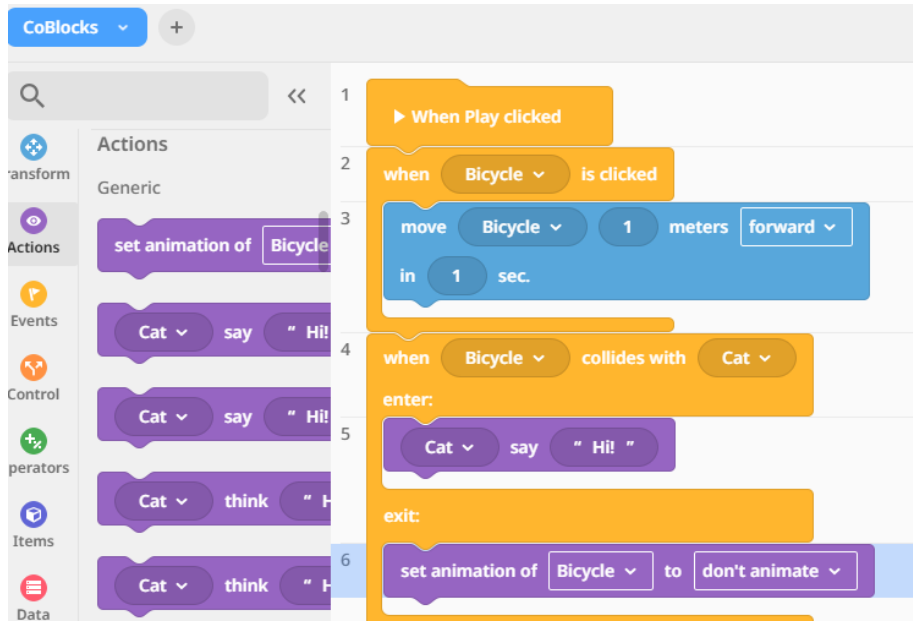 CoBlocks
+
Transform
Actions
Events
Control
Operators
Items
Data
Actions
Generic
set animation of Bicycle
Cat say " Hi!
Cat say " Hi!
Cat think " H
Cat think " H
1
When Play clicked
2
when Bicycle is clicked
3
move Bicycle 1 meters forward
in 1 sec.
4
when Bicycle collides with Cat
enter:
5
Cat say " Hi! "
exit:
6
set animation of Bicycle to don't animate